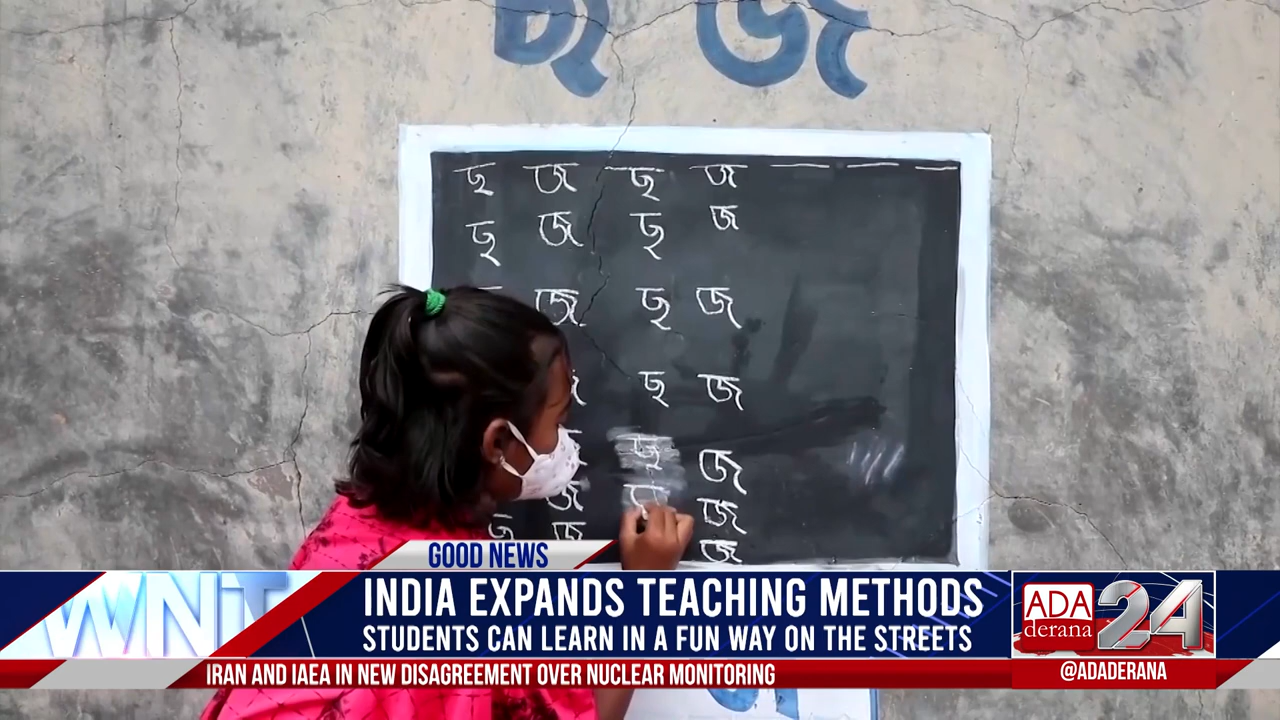 ছ জ
ছ জ ছ জ
ছ জ ছ জ
জ ছ জ
ছ জ
ছ জ
জ জ
জ জ
GOOD NEWS
WNT
INDIA EXPANDS TEACHING METHODS
STUDENTS CAN LEARN IN A FUN WAY ON THE STREETS
ADA
derana
24
IRAN AND IAEA IN NEW DISAGREEMENT OVER NUCLEAR MONITORING
@ADADERANA